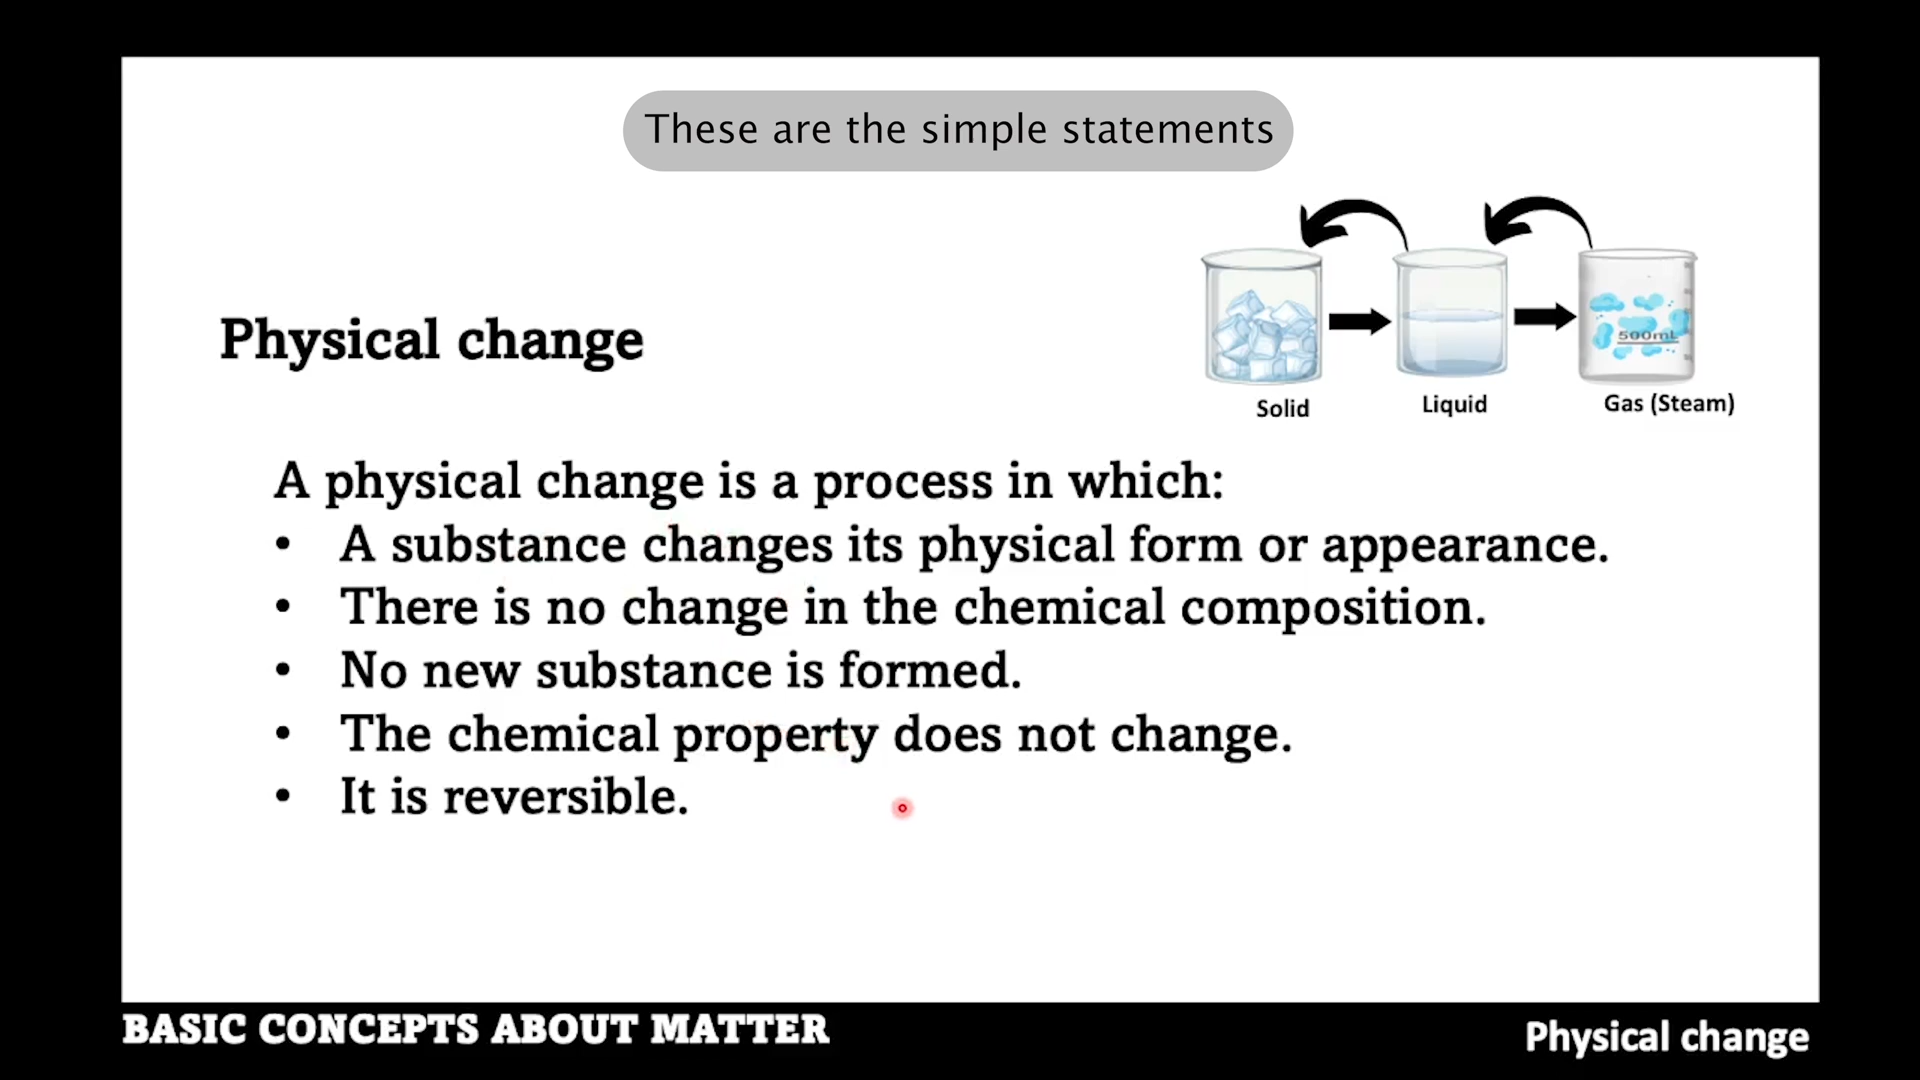 These are the simple statements
500mL
Solid
Liquid
Gas (Steam)
Physical change
A physical change is a process in which:
• A substance changes its physical form or appearance.
• There is no change in the chemical composition.
• No new substance is formed.
• The chemical property does not change.
• It is reversible.
BASIC CONCEPTS ABOUT MATTER
Physical change